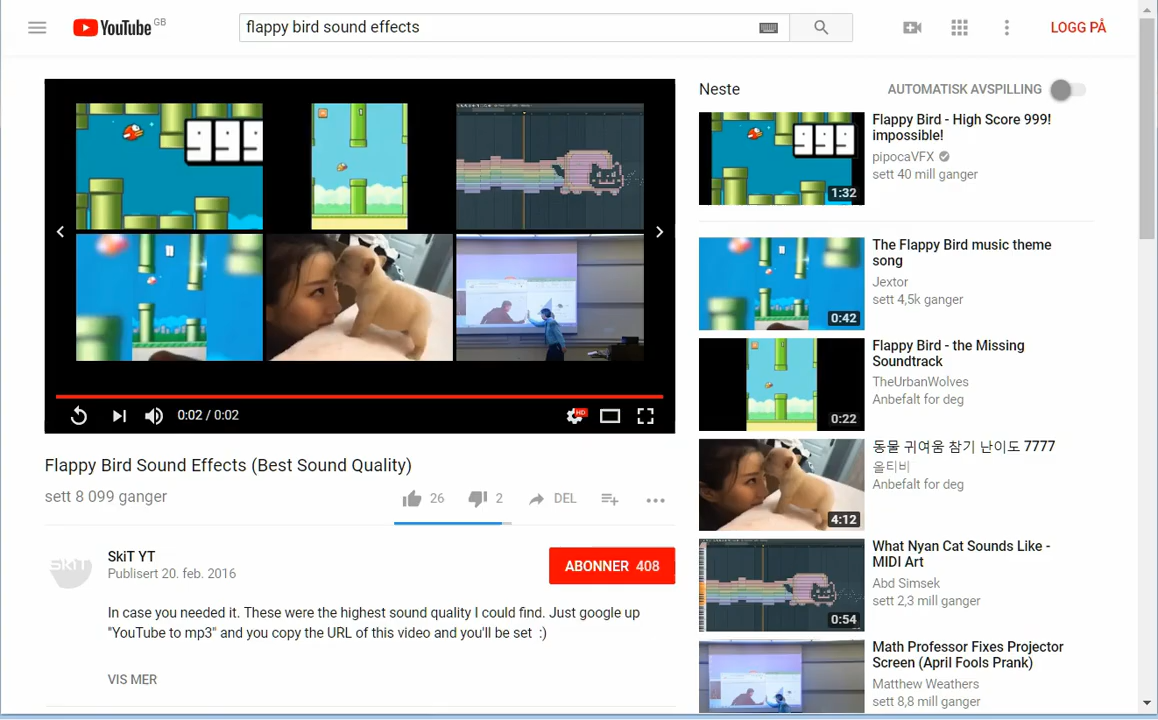 YouTube GB
flappy bird sound effects
LOGG PÅ
999
0:02 / 0:02
HD
Flappy Bird Sound Effects (Best Sound Quality)
sett 8 099 ganger
26
2
DEL
SKIT
SkiT YT
Publisert 20. feb. 2016
ABONNER 408
In case you needed it. These were the highest sound quality I could find. Just google up
"YouTube to mp3" and you copy the URL of this video and you'll be set :)
VIS MER
Neste
AUTOMATISK AVSPILLING
999
1:32
Flappy Bird - High Score 999!
impossible!
pipocaVFX
sett 40 mill ganger
0:42
The Flappy Bird music theme
song
Jextor
sett 4,5k ganger
0:22
Flappy Bird - the Missing
Soundtrack
TheUrbanWolves
Anbefalt for deg
4:12
동물 귀여움 참기 난이도 7777
올티비
Anbefalt for deg
0:54
What Nyan Cat Sounds Like -
MIDI Art
Abd Simsek
sett 2,3 mill ganger
Math Professor Fixes Projector
Screen (April Fools Prank)
Matthew Weathers
sett 8,8 mill ganger